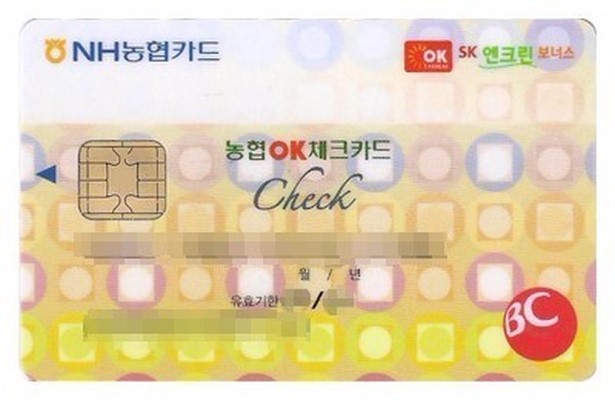 NH농협카드
OK SK 엔크린 보너스
농협OK체크카드
Check
월 / 년
유효기한 /
BC